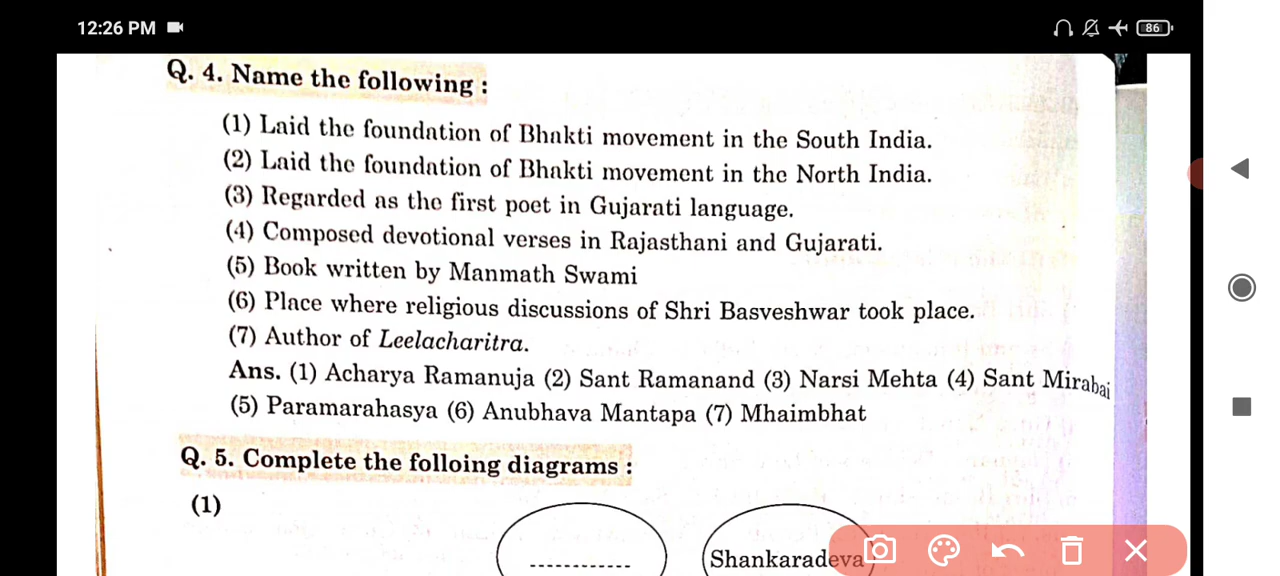 12:26 PM
86
Q. 4. Name the following :
(1) Laid the foundation of Bhakti movement in the South India.
(2) Laid the foundation of Bhakti movement in the North India.
(3) Regarded as the first poet in Gujarati language.
(4) Composed devotional verses in Rajasthani and Gujarati.
(5) Book written by Manmath Swami
(6) Place where religious discussions of Shri Basveshwar took place.
(7) Author of Leelacharitra.
Ans. (1) Acharya Ramanuja (2) Sant Ramanand (3) Narsi Mehta (4) Sant Mirabai
(5) Paramarahasya (6) Anubhava Mantapa (7) Mhaimbhat
Q. 5. Complete the folloing diagrams :
(1)
............ Shankaradeva